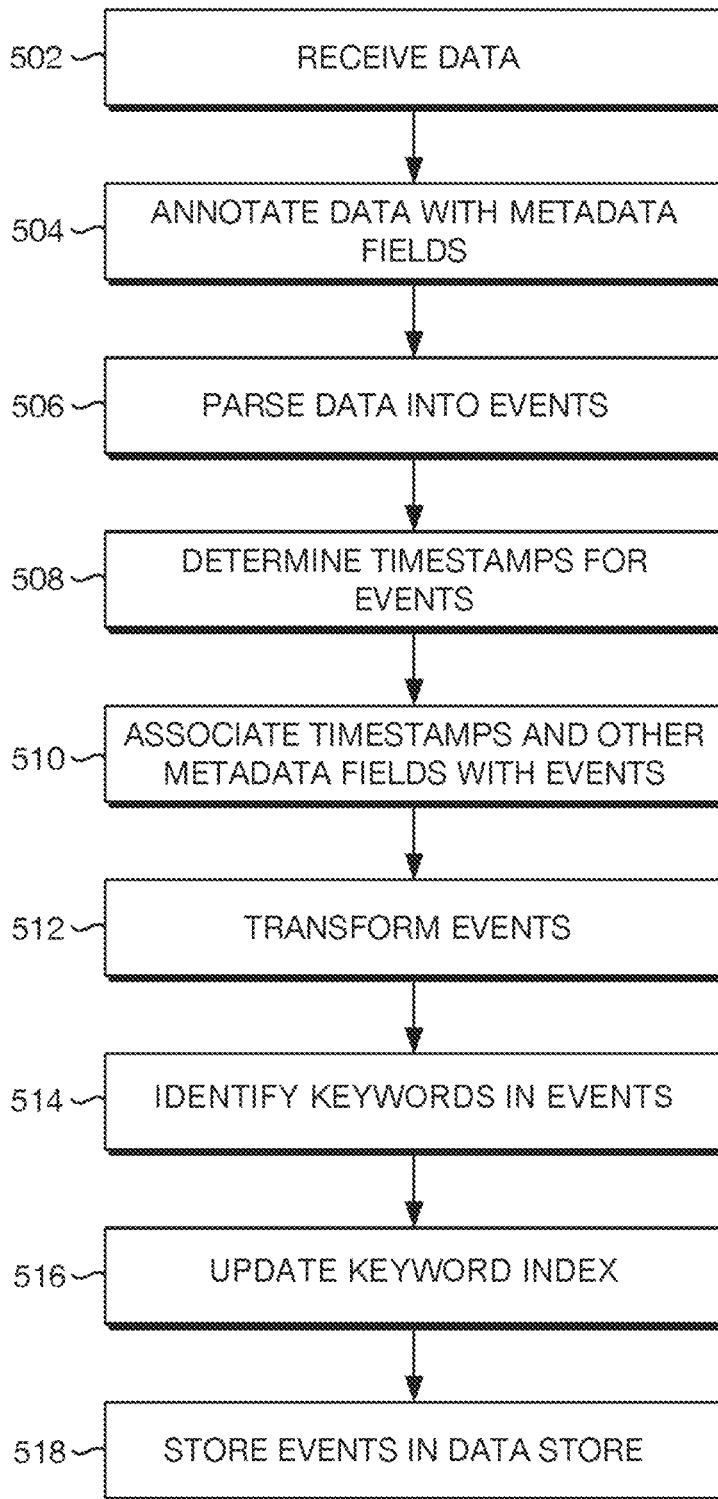 502
RECEIVE DATA
504
ANNOTATE DATA WITH METADATA
FIELDS
506
PARSE DATA INTO EVENTS
508
DETERMINE TIMESTAMPS FOR
EVENTS
510
ASSOCIATE TIMESTAMPS AND OTHER
METADATA FIELDS WITH EVENTS
512
TRANSFORM EVENTS
514
IDENTIFY KEYWORDS IN EVENTS
516
UPDATE KEYWORD INDEX
518
STORE EVENTS IN DATA STORE